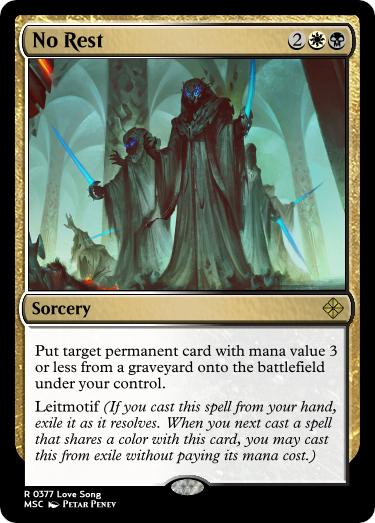 No Rest 2
Sorcery
Put target permanent card with mana value 3
or less from a graveyard onto the battlefield
under your control.
Leitmotif (If you cast this spell from your hand,
exile it as it resolves. When you next cast a spell
that shares a color with this card, you may cast
this from exile without paying its mana cost.)
R 0377 Love Song
MSC Petar Penev